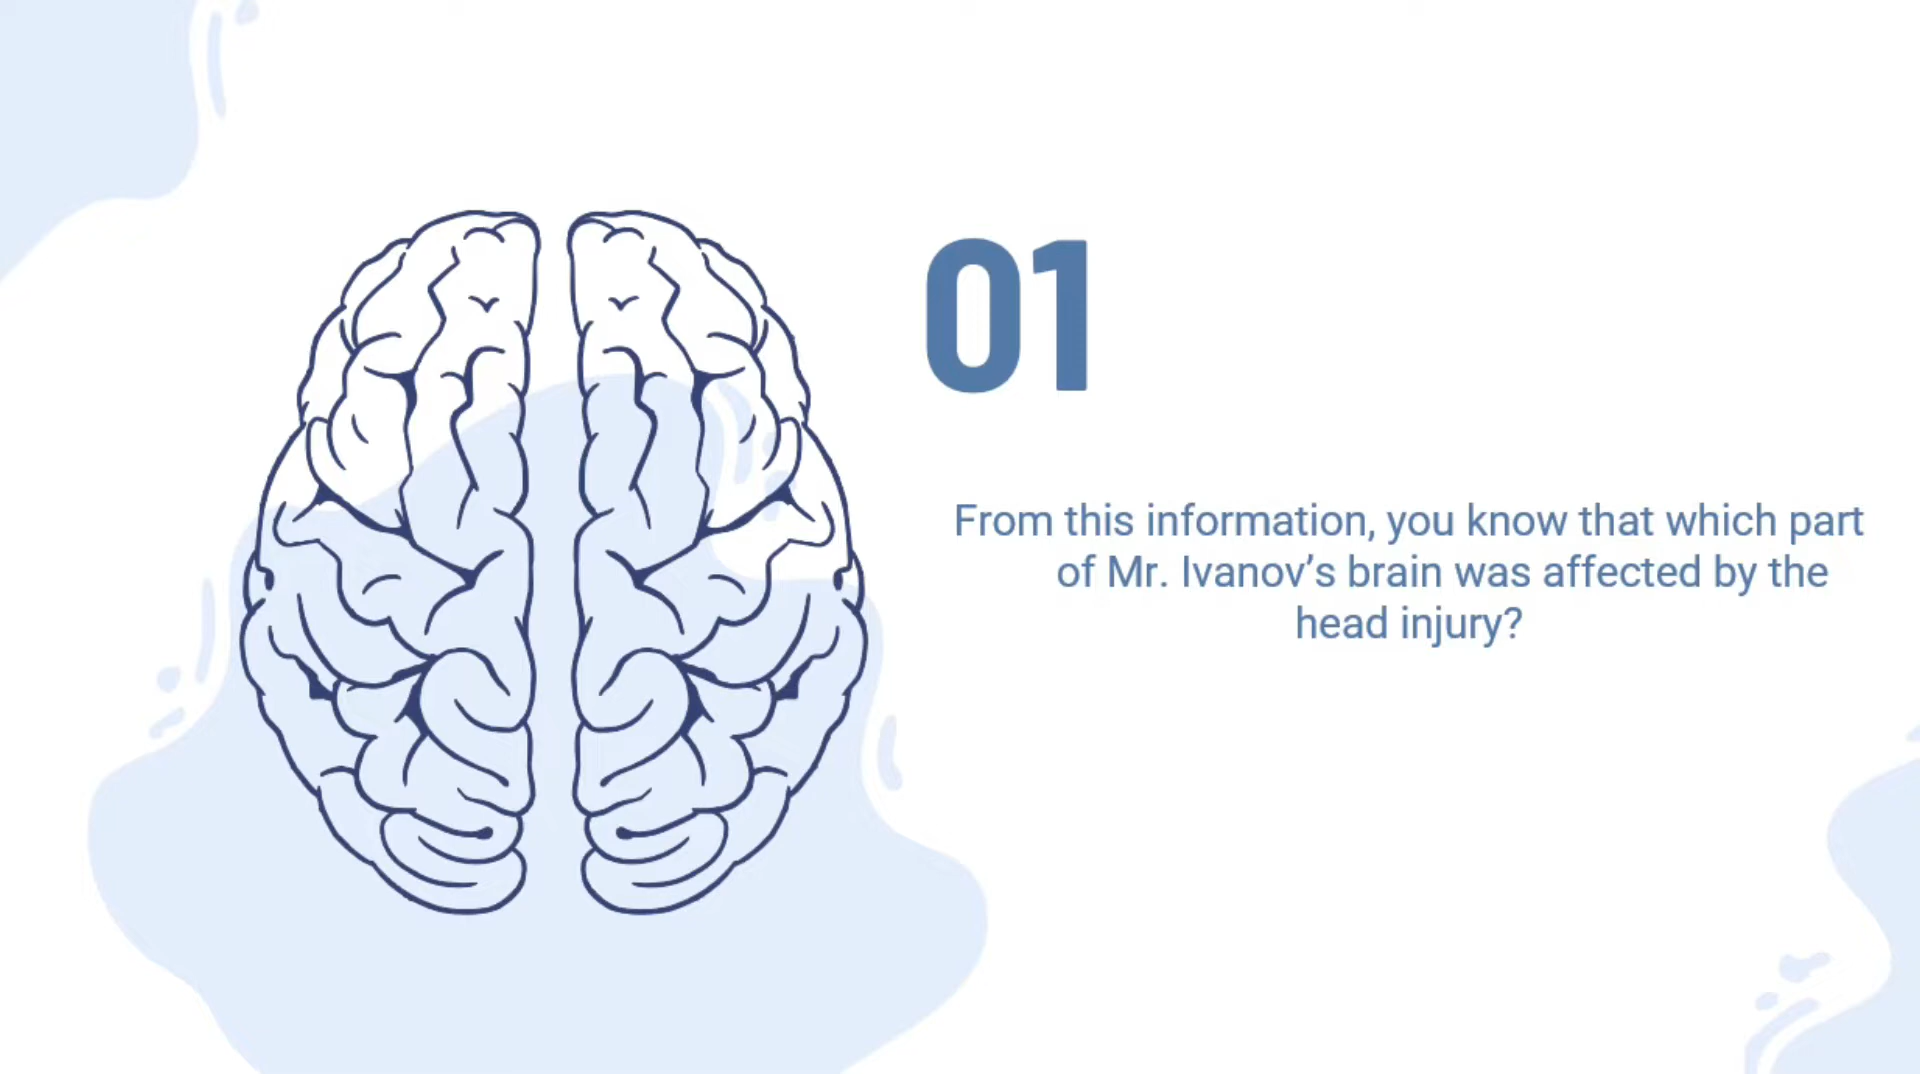 01
From this information, you know that which part
of Mr. Ivanov’s brain was affected by the
head injury?